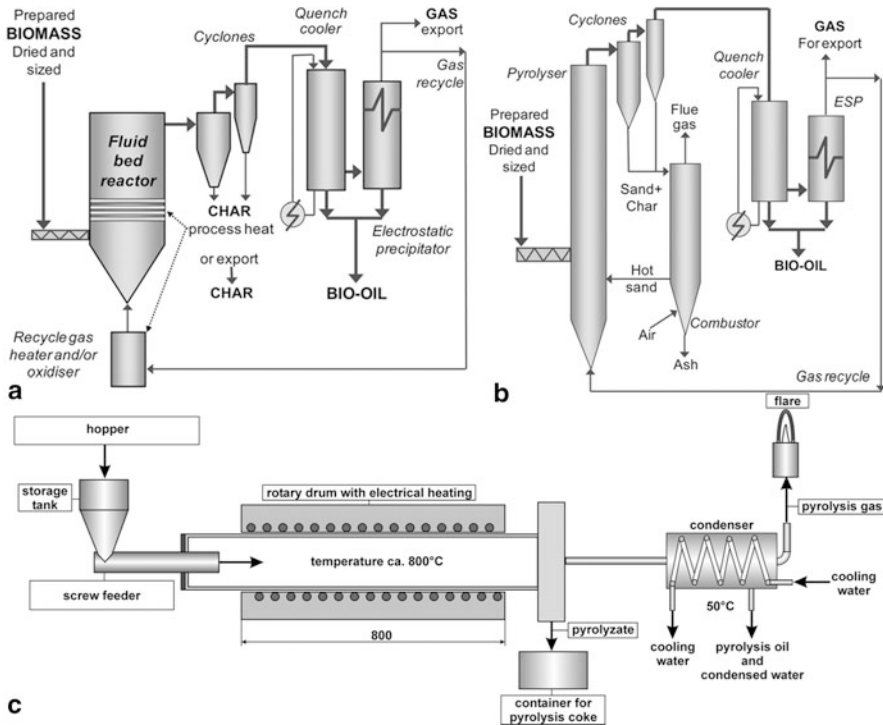 Prepared
BIOMASS
Dried and
sized
Cyclones
Quench
cooler
GAS
export
Gas
recycle
Fluid
bed
reactor
CHAR
process heat
or export
CHAR
Electrostatic
precipitator
BIO-OIL
Recycle gas
heater and/or
oxidiser
a
Pyrolyser
Cyclones
Prepared
BIOMASS
Dried and
sized
Flue
gas
Quench
cooler
GAS
For export
ESP
Sand+
Char
Hot
sand
BIO-OIL
Air
Combustor
Ash
Gas recycle
b
hopper
storage
tank
screw feeder
rotary drum with electrical heating
temperature ca. 800°C
800
pyrolyzate
container for
pyrolysis coke
condenser
50°C
flare
pyrolysis gas
cooling
water
cooling
water
pyrolysis oil
and
condensed water
c